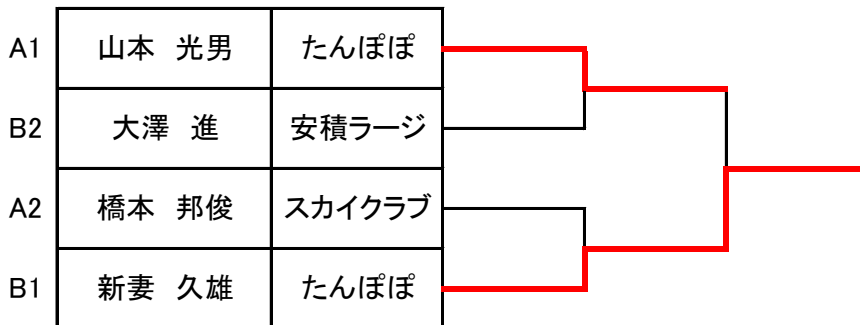 A1 山本 光男 たんぽぽ
B2 大澤 進 安積ラージ
A2 橋本 邦俊 スカイクラブ
B1 新妻 久雄 たんぽぽ